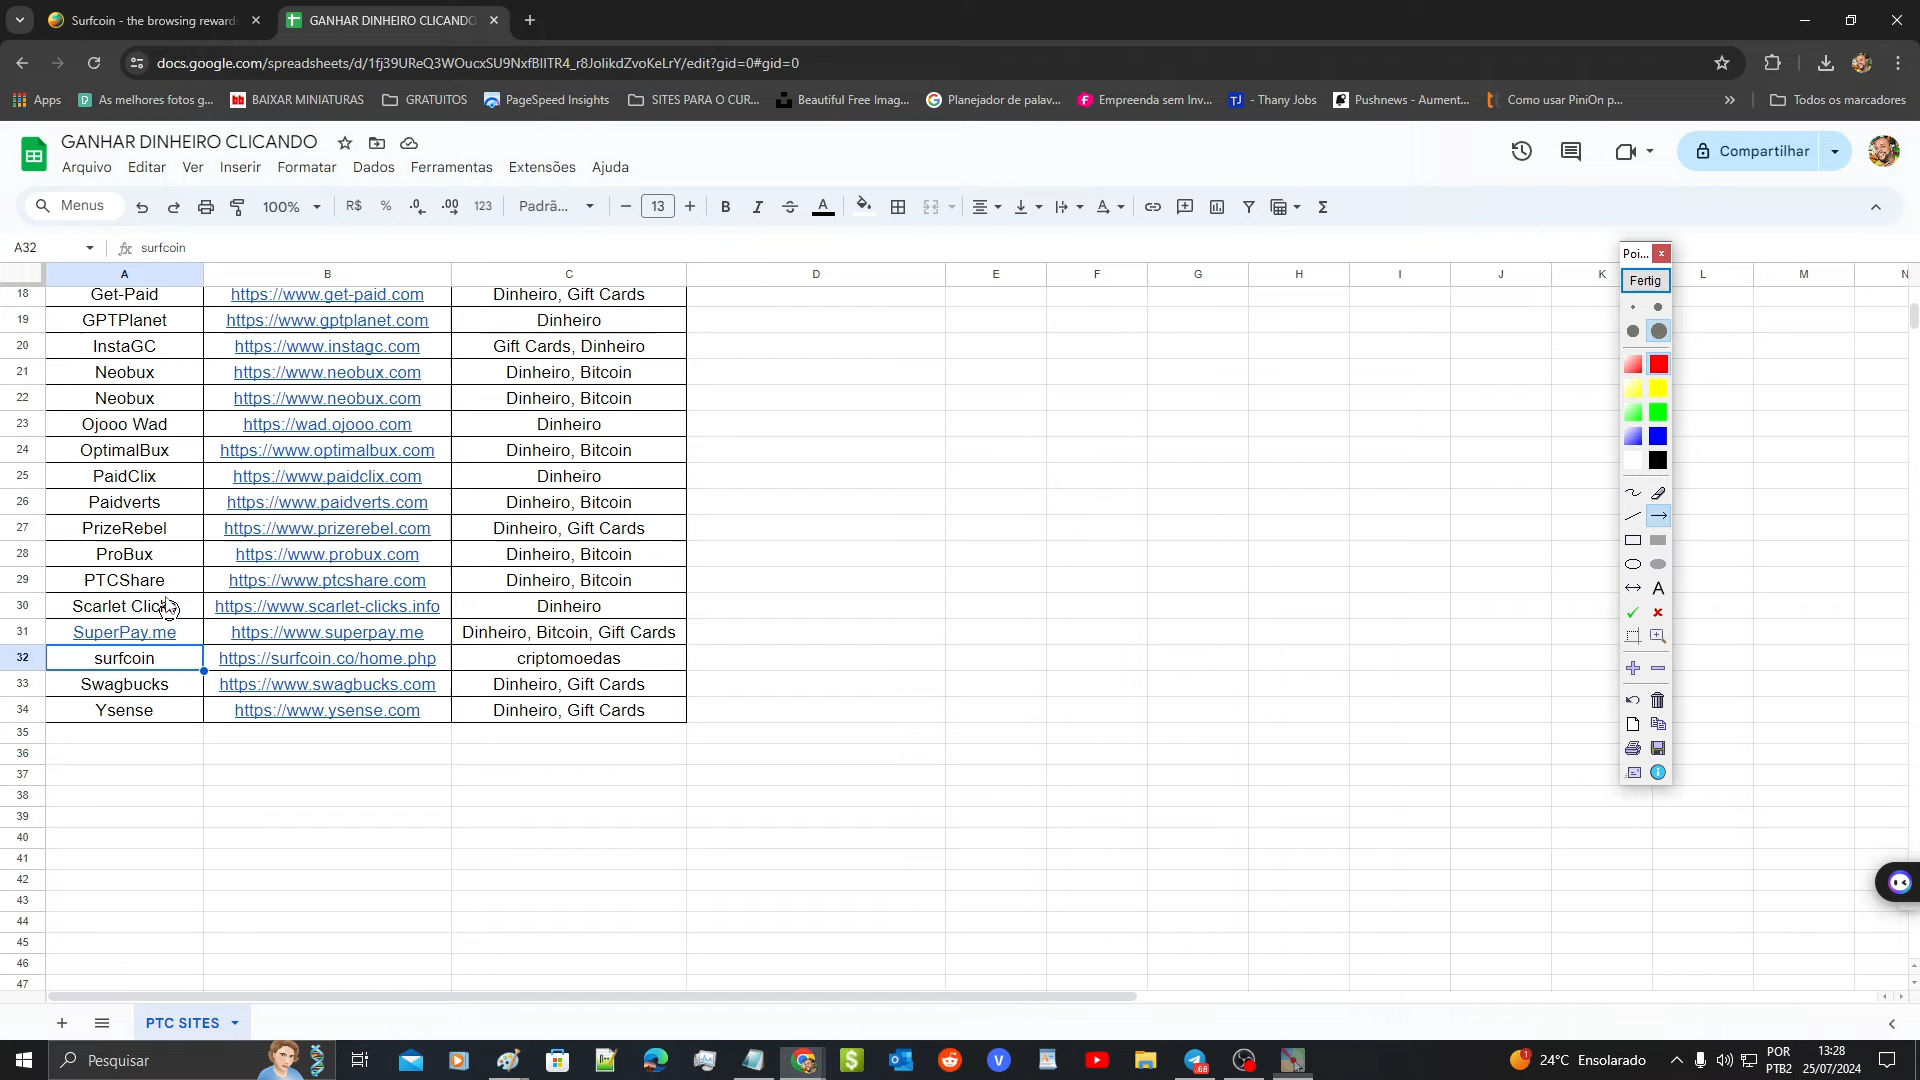 Surfcoin - the browsing reward
GANHAR DINHEIRO CLICANDO
docs.google.com/spreadsheets/d/1fj39UReQ3WOucxSU9NxfBIITR4_r8JolikdZvoKeLrY/edit?gid=0#gid=0
Apps
As melhores fotos g...
BAIXAR MINIATURAS
GRATUITOS
PageSpeed Insights
SITES PARA O CUR...
Beautiful Free Imag...
Planejador de palav...
Empreenda sem Inv...
- Thany Jobs
Pushnews - Aument...
Como usar PiniOn p...
Todos os marcadores
GANHAR DINHEIRO CLICANDO
Arquivo Editar Ver Inserir Formatar Dados Ferramentas Extensões Ajuda
Compartilhar
Menus 100% R$ % .0 .00 123 Padrã... 13
A32 surfcoin
Poi...
Fertig
A B C D E F G H I J K L M N
18 Get-Paid https://www.get-paid.com Dinheiro, Gift Cards
19 GPTPlanet https://www.gptplanet.com Dinheiro
20 InstaGC https://www.instagc.com Gift Cards, Dinheiro
21 Neobux https://www.neobux.com Dinheiro, Bitcoin
22 Neobux https://www.neobux.com Dinheiro, Bitcoin
23 Ojooo Wad https://wad.ojooo.com Dinheiro
24 OptimalBux https://www.optimalbux.com Dinheiro, Bitcoin
25 PaidClix https://www.paidclix.com Dinheiro
26 Paidverts https://www.paidverts.com Dinheiro, Bitcoin
27 PrizeRebel https://www.prizerebel.com Dinheiro, Gift Cards
28 ProBux https://www.probux.com Dinheiro, Bitcoin
29 PTCShare https://www.ptcshare.com Dinheiro, Bitcoin
30 Scarlet Clicks https://www.scarlet-clicks.info Dinheiro
31 SuperPay.me https://www.superpay.me Dinheiro, Bitcoin, Gift Cards
32 surfcoin https://surfcoin.co/home.php criptomoedas
33 Swagbucks https://www.swagbucks.com Dinheiro, Gift Cards
34 Ysense https://www.ysense.com Dinheiro, Gift Cards
35
36
37
38
39
40
41
42
43
44
45
46
47
PTC SITES
Pesquisar
24°C Ensolarado
POR
PTB2
13:28
25/07/2024